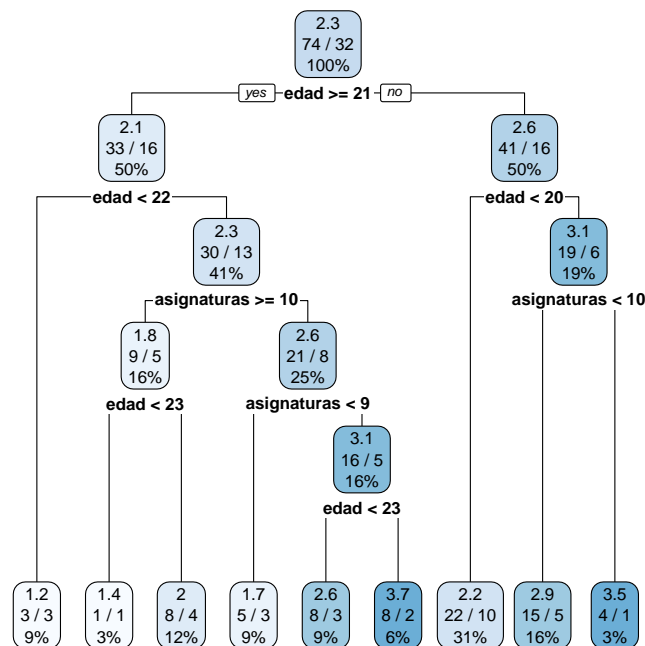 2.3
74 / 32
100%
yes edad >= 21 no
2.1
33 / 16
50%
2.6
41 / 16
50%
edad < 22
edad < 20
2.3
30 / 13
41%
3.1
19 / 6
19%
asignaturas >= 10
asignaturas < 10
1.8
9 / 5
16%
2.6
21 / 8
25%
edad < 23
asignaturas < 9
3.1
16 / 5
16%
edad < 23
1.2
3 / 3
9%
1.4
1 / 1
3%
2
8 / 4
12%
1.7
5 / 3
9%
2.6
8 / 3
9%
3.7
8 / 2
6%
2.2
22 / 10
31%
2.9
15 / 5
16%
3.5
4 / 1
3%